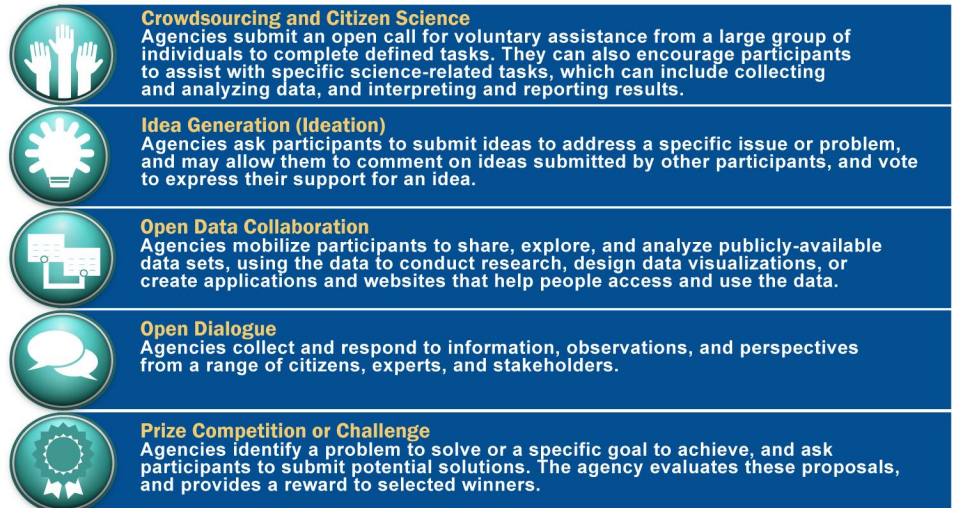 Crowdsourcing and Citizen Science
Agencies submit an open call for voluntary assistance from a large group of
individuals to complete defined tasks. They can also encourage participants
to assist with specific science-related tasks, which can include collecting
and analyzing data, and interpreting and reporting results.
Idea Generation (Ideation)
Agencies ask participants to submit ideas to address a specific issue or problem,
and may allow them to comment on ideas submitted by other participants, and vote
to express their support for an idea.
Open Data Collaboration
Agencies mobilize participants to share, explore, and analyze publicly-available
data sets, using the data to conduct research, design data visualizations, or
create applications and websites that help people access and use the data.
Open Dialogue
Agencies collect and respond to information, observations, and perspectives
from a range of citizens, experts, and stakeholders.
Prize Competition or Challenge
Agencies identify a problem to solve or a specific goal to achieve, and ask
participants to submit potential solutions. The agency evaluates these proposals,
and provides a reward to selected winners.